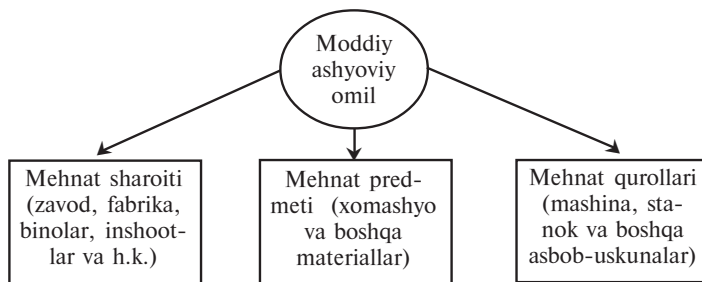 Moddiy
ashyoviy
omil
Mehnat sharoiti
(zavod, fabrika,
binolar, inshoot-
lar va h.k.)
Mehnat pred-
meti (xomashyo
va boshqa
materiallar)
Mehnat qurollari
(mashina, sta-
nok va boshqa
asbob-uskunalar)